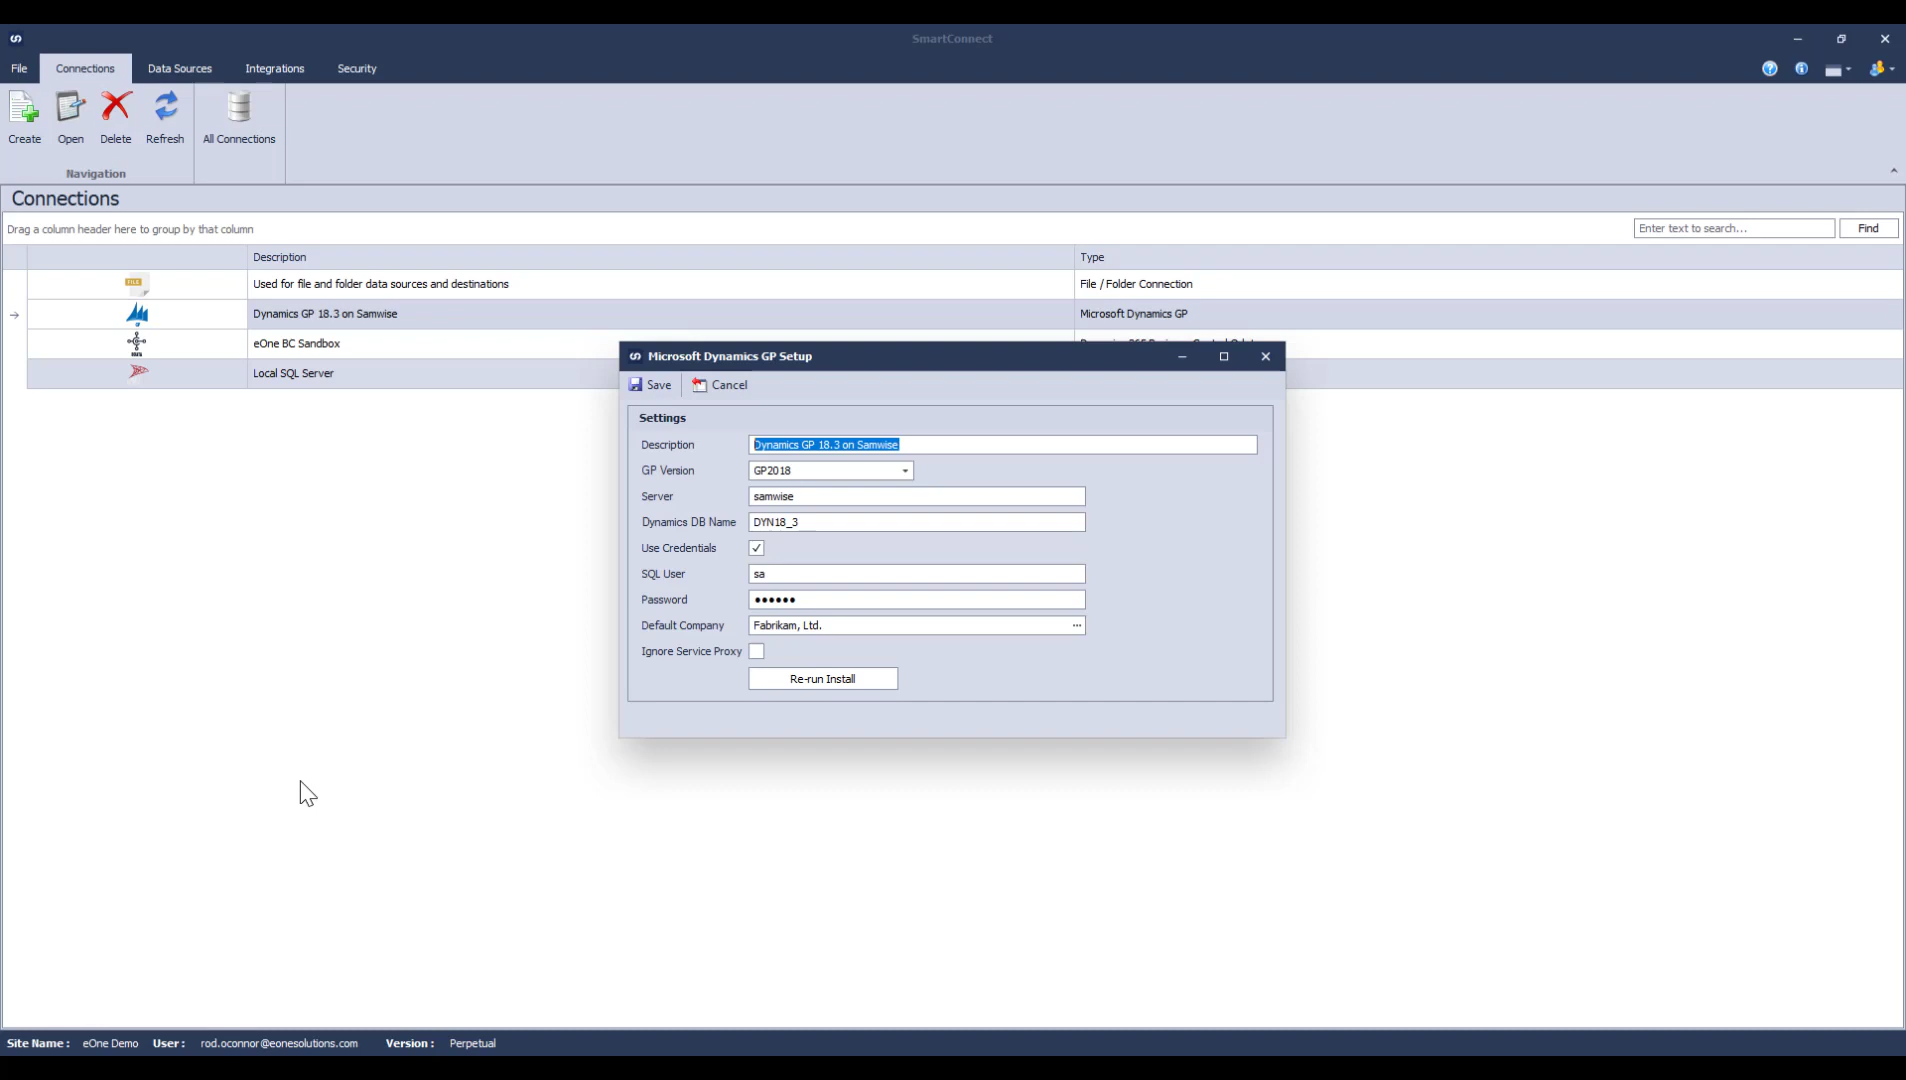 SmartConnect
File Connections Data Sources Integrations Security
Create Open Delete Refresh All Connections
Navigation
Connections
Drag a column header here to group by that column
Enter text to search... Find
Description Type
FILE Used for file and folder data sources and destinations File / Folder Connection
Dynamics GP 18.3 on Samwise Microsoft Dynamics GP
eOne BC Sandbox
Local SQL Server
Microsoft Dynamics GP Setup
Save Cancel
Settings
Description Dynamics GP 18.3 on Samwise
GP Version GP2018
Server samwise
Dynamics DB Name DYN18_3
Use Credentials
SQL User sa
Password ••••••
Default Company Fabrikam, Ltd. ...
Ignore Service Proxy
Re-run Install
Site Name : eOne Demo User : rod.oconnor@eonesolutions.com Version : Perpetual